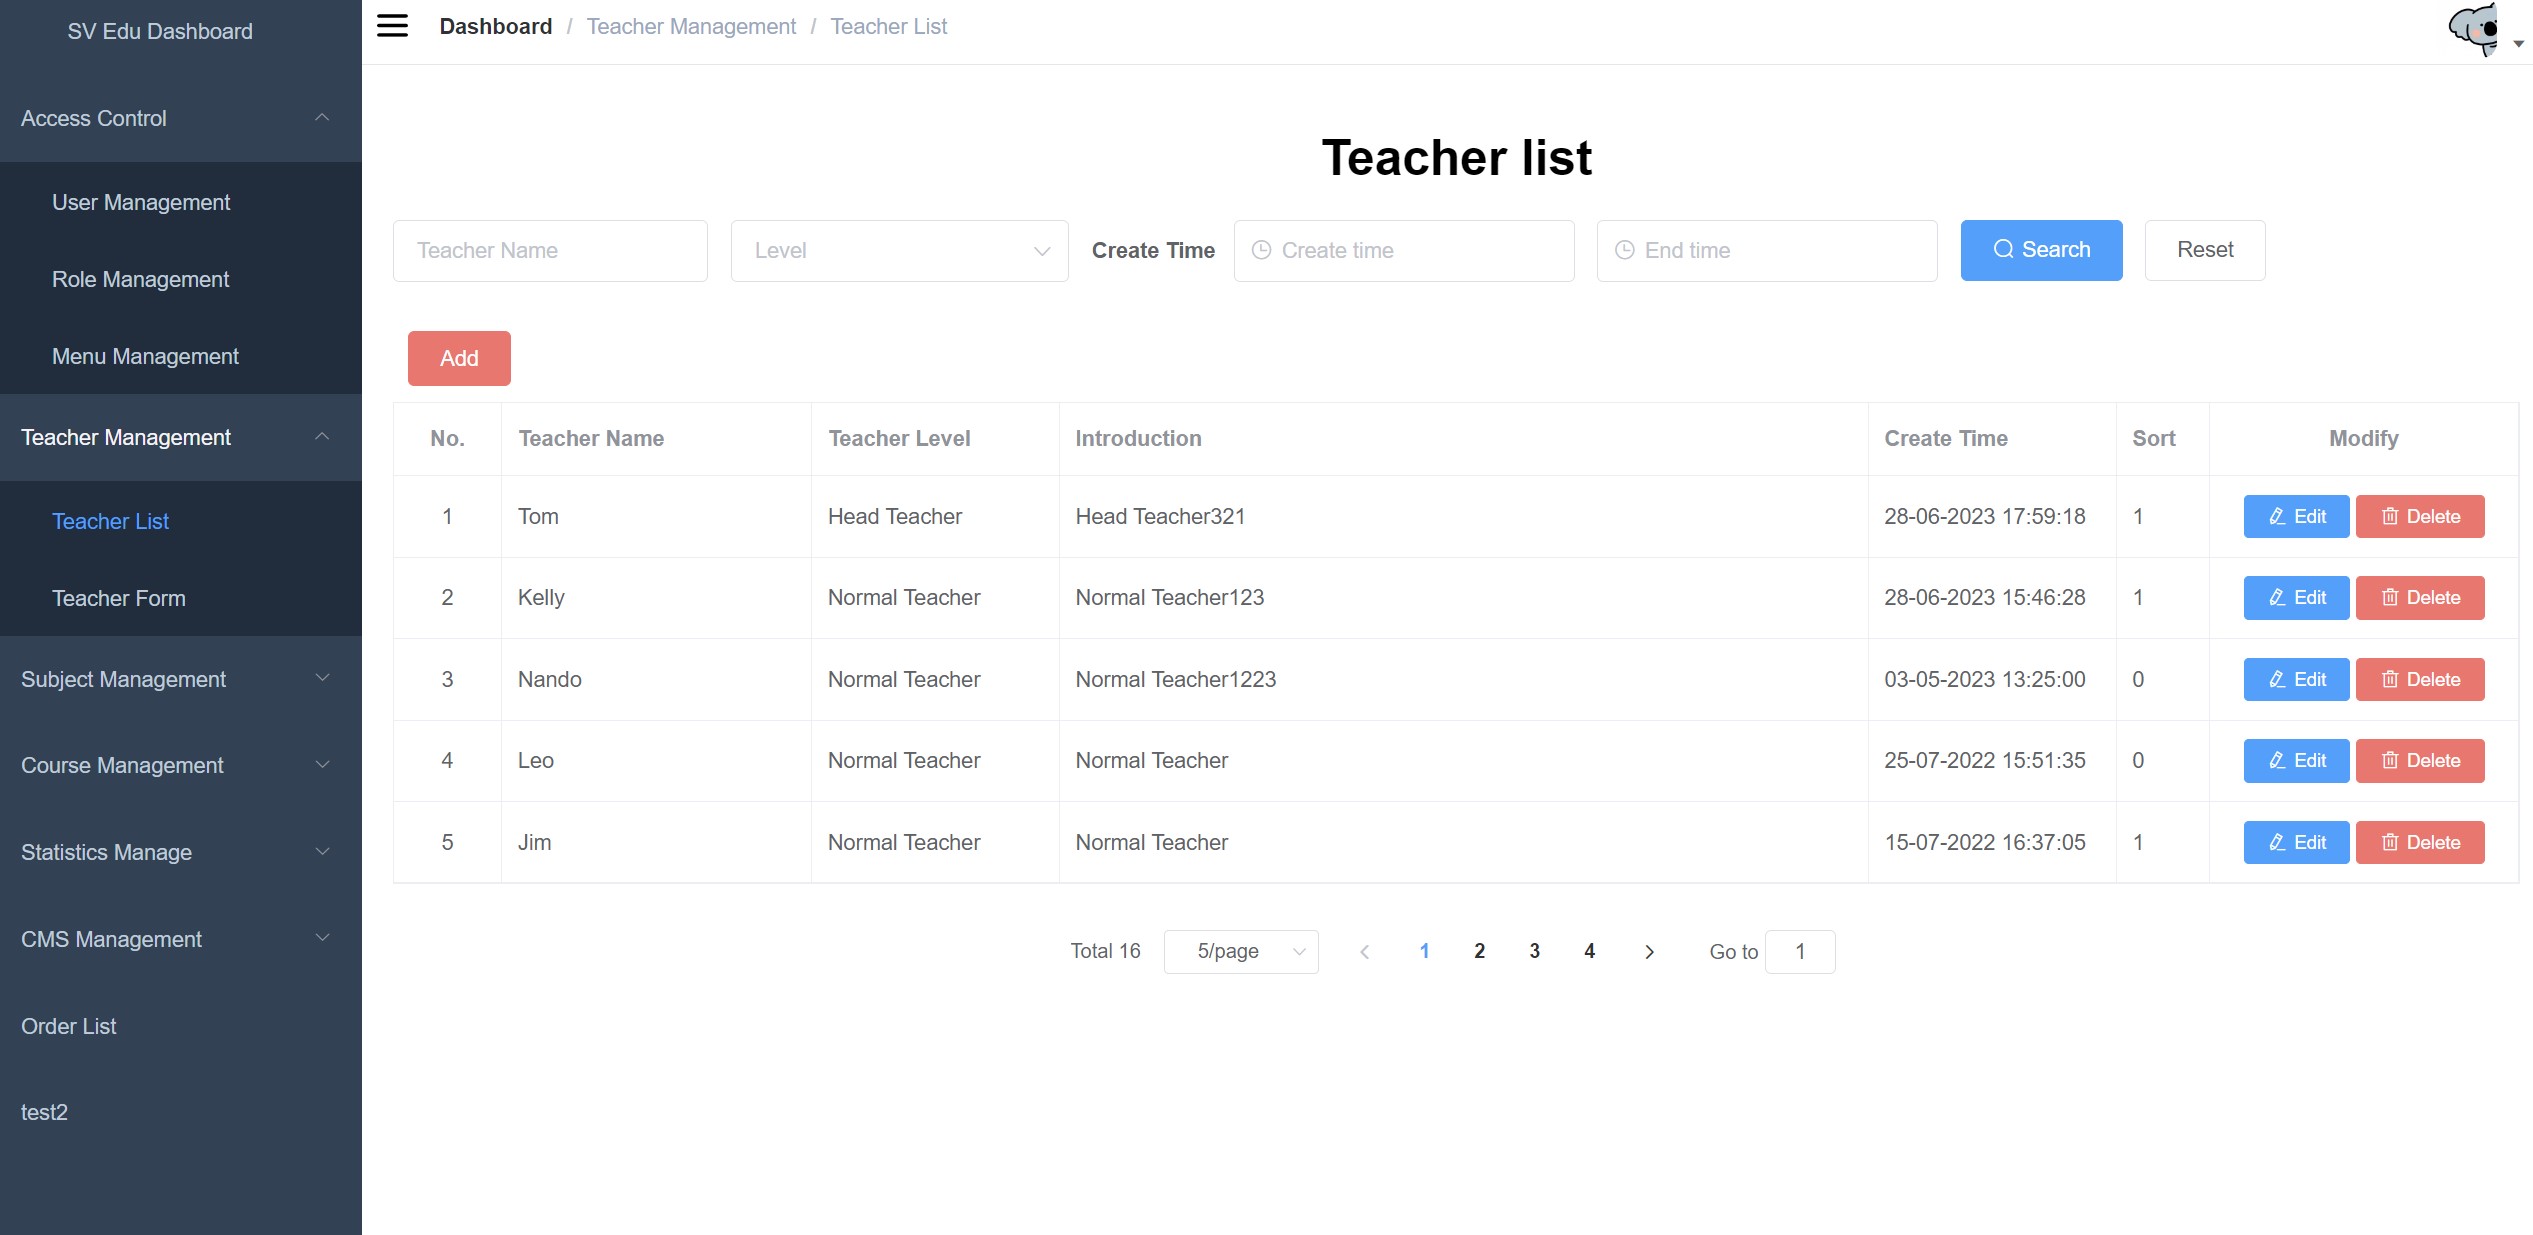 SV Edu Dashboard
Access Control
User Management
Role Management
Menu Management
Teacher Management
Teacher List
Teacher Form
Subject Management
Course Management
Statistics Manage
CMS Management
Order List
test2
Dashboard / Teacher Management / Teacher List
Teacher list
Teacher Name Level Create Time Create time End time Search Reset
Add
No. Teacher Name Teacher Level Introduction Create Time Sort Modify
1 Tom Head Teacher Head Teacher321 28-06-2023 17:59:18 1 Edit Delete
2 Kelly Normal Teacher Normal Teacher123 28-06-2023 15:46:28 1 Edit Delete
3 Nando Normal Teacher Normal Teacher1223 03-05-2023 13:25:00 0 Edit Delete
4 Leo Normal Teacher Normal Teacher 25-07-2022 15:51:35 0 Edit Delete
5 Jim Normal Teacher Normal Teacher 15-07-2022 16:37:05 1 Edit Delete
Total 16 5/page 1 2 3 4 Go to 1